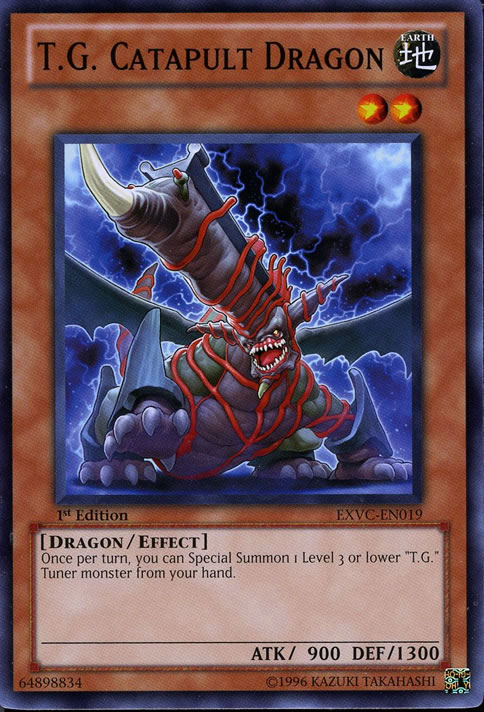 T.G. CATAPULT DRAGON
EARTH
地
1st Edition
EXVC-EN019
[DRAGON/EFFECT]
Once per turn, you can Special Summon 1 Level 3 or lower "T.G."
Tuner monster from your hand.
ATK/ 900 DEF/1300
64898834
©1996 KAZUKI TAKAHASHI